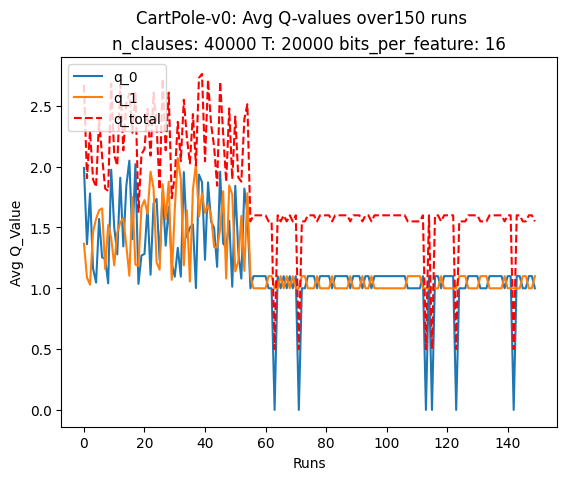 CartPole-v0: Avg Q-values over150 runs
n_clauses: 40000 T: 20000 bits_per_feature: 16
q_0
q_1
q_total
Avg Q_Value
2.5
2.0
1.5
1.0
0.5
0.0
0 20 40 60 80 100 120 140
Runs